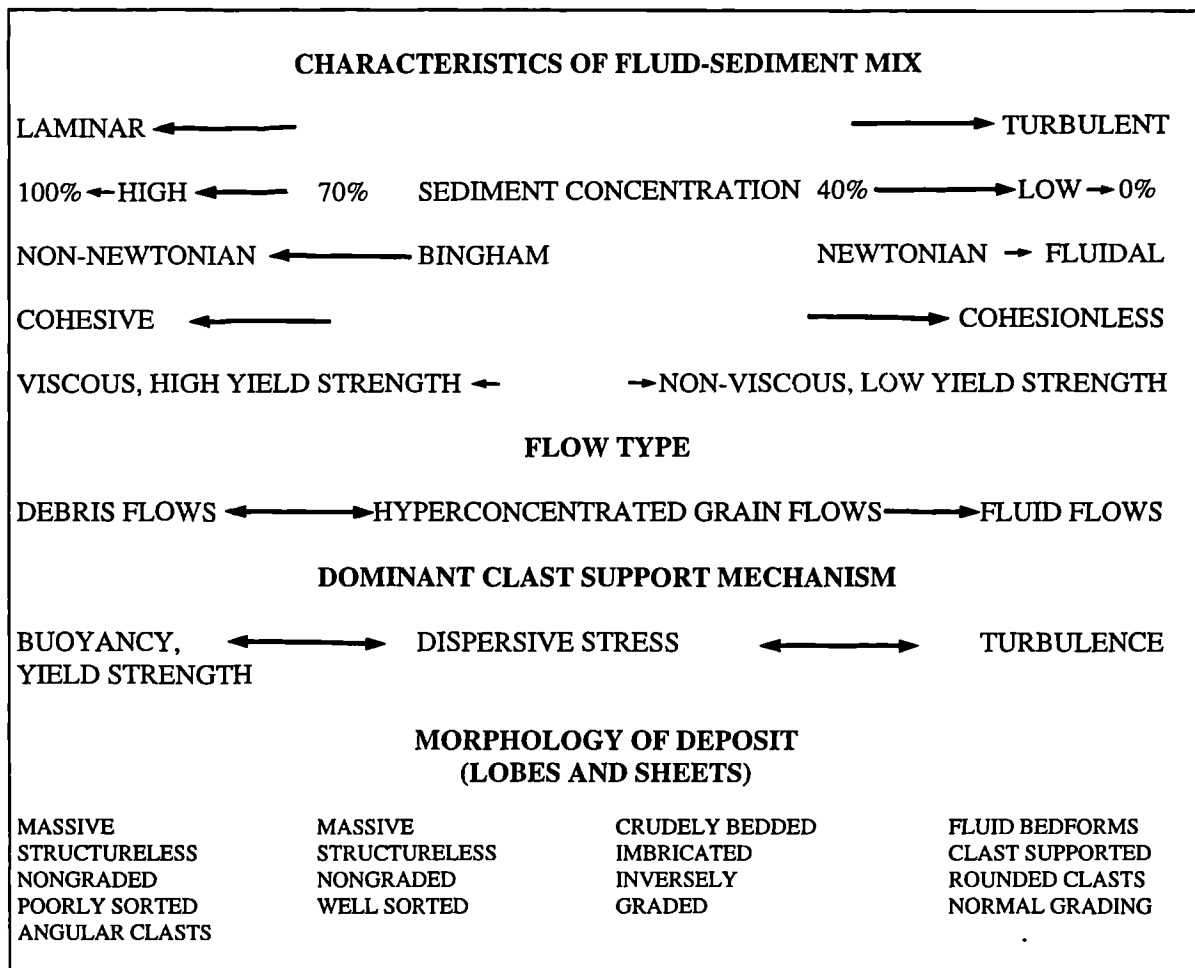 CHARACTERISTICS OF FLUID-SEDIMENT MIX
LAMINAR TURBULENT
100% HIGH 70% SEDIMENT CONCENTRATION 40% LOW 0%
NON-NEWTONIAN BINGHAM NEWTONIAN FLUIDAL
COHESIVE COHESIONLESS
VISCOUS, HIGH YIELD STRENGTH NON-VISCOUS, LOW YIELD STRENGTH
FLOW TYPE
DEBRIS FLOWS HYPERCONCENTRATED GRAIN FLOWS FLUID FLOWS
DOMINANT CLAST SUPPORT MECHANISM
BUOYANCY, DISPERSIVE STRESS TURBULENCE
YIELD STRENGTH
MORPHOLOGY OF DEPOSIT
(LOBES AND SHEETS)
MASSIVE MASSIVE CRUDELY BEDDED FLUID BEDFORMS
STRUCTURELESS STRUCTURELESS IMBRICATED CLAST SUPPORTED
NONGRADED NONGRADED INVERSELY ROUNDED CLASTS
POORLY SORTED WELL SORTED GRADED NORMAL GRADING
ANGULAR CLASTS